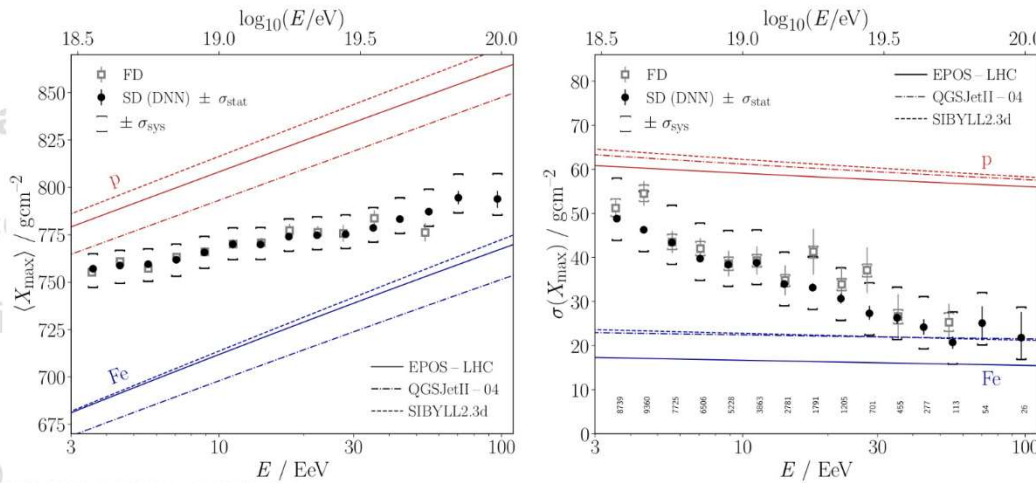 log₁₀(E/eV)
18.5 19.0 19.5 20.0
FD
SD (DNN) ± σstat
± σsys
p
Fe
EPOS – LHC
QGSJetII – 04
SIBYLL2.3d
⟨Xmax⟩ / gcm⁻²
850
825
800
775
750
725
700
670
3 10 30 100
E / EeV
log₁₀(E/eV)
18.5 19.0 19.5 20.0
FD
SD (DNN) ± σstat
± σsys
EPOS – LHC
QGSJetII – 04
SIBYLL2.3d
p
Fe
σ(Xmax) / gcm⁻²
80
70
60
50
40
30
20
10
0
8739 9360 7725 6506 5228 3863 2781 1791 1205 701 455 277 113 54 26
3 10 30 100
E / EeV